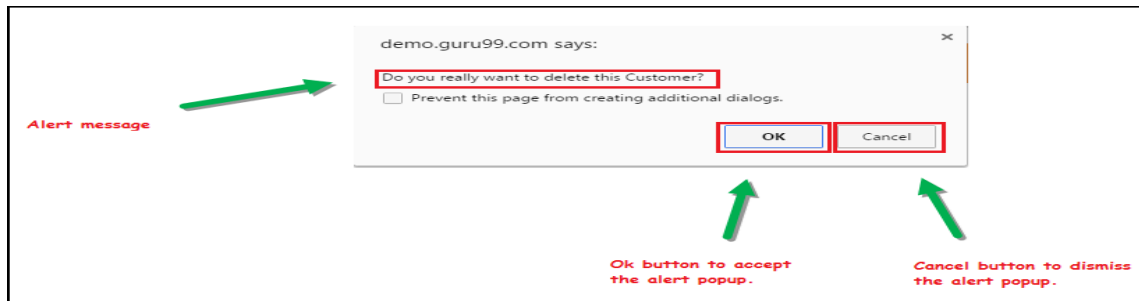 demo.guru99.com says:
×
Do you really want to delete this Customer?
Prevent this page from creating additional dialogs.
Alert message
OK
Cancel
Ok button to accept
the alert popup.
Cancel button to dismiss
the alert popup.